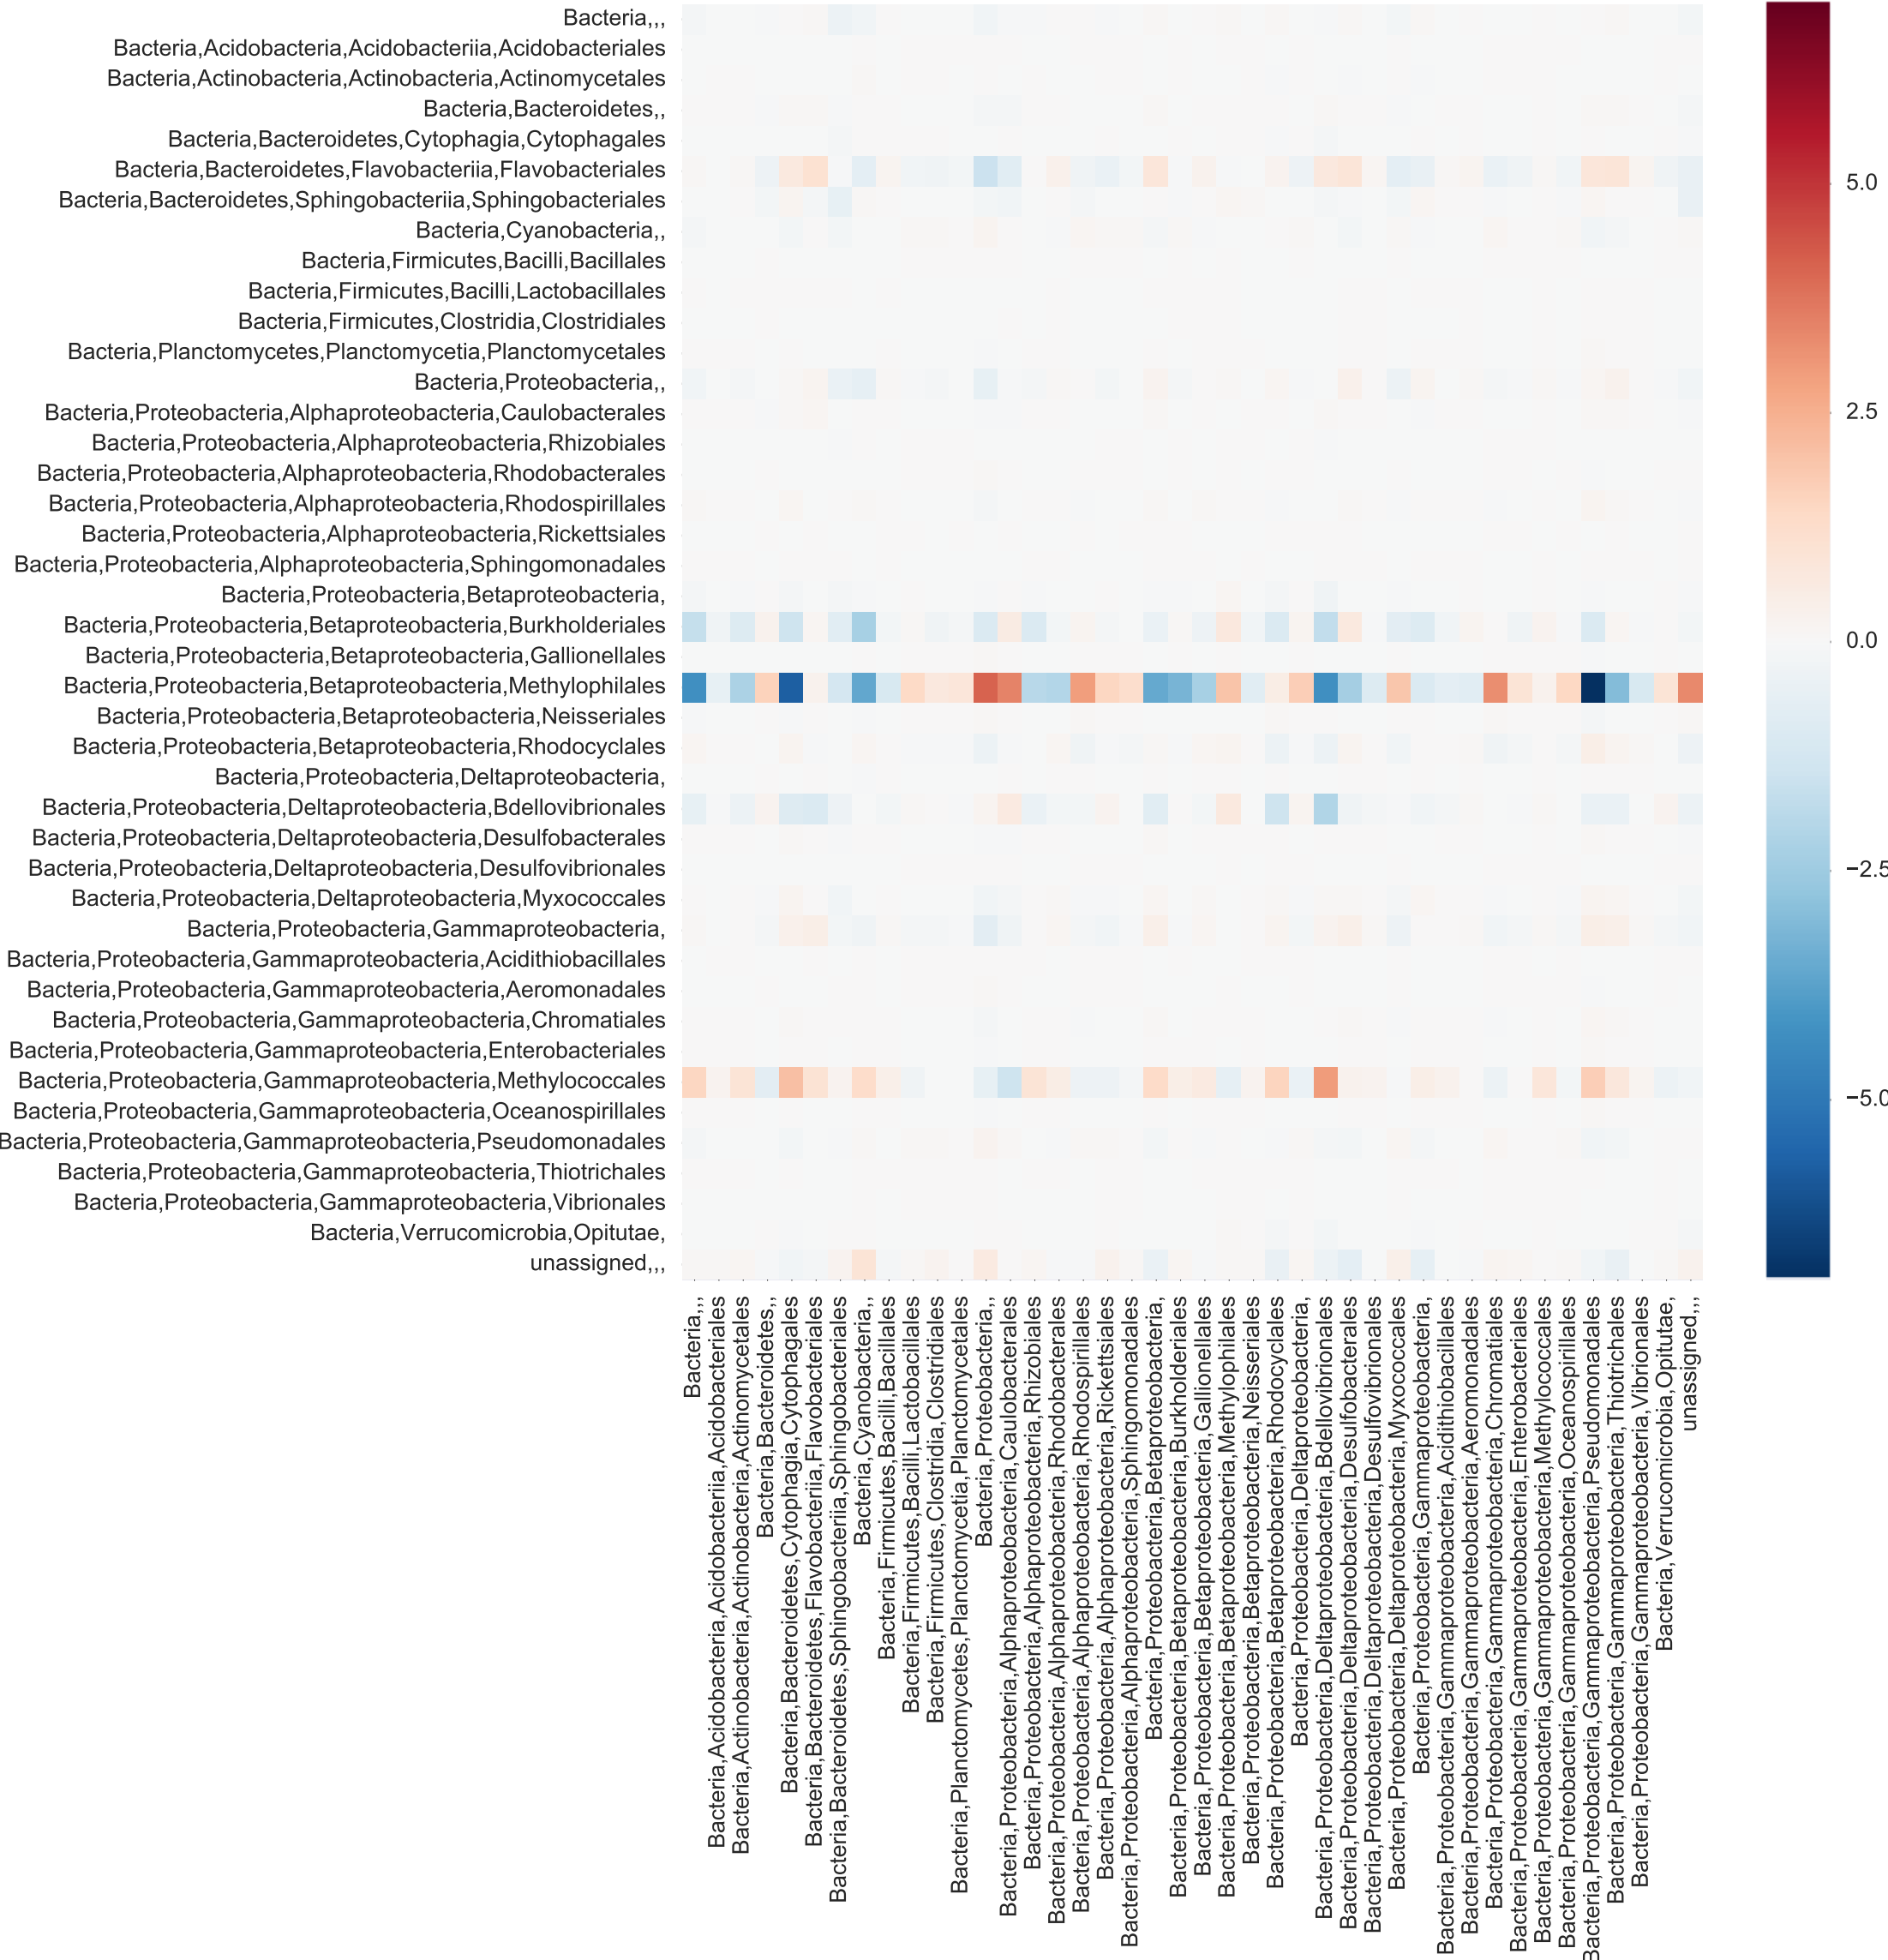 Bacteria,,,
Bacteria,Acidobacteria,Acidobacteriia,Acidobacteriales
Bacteria,Actinobacteria,Actinobacteria,Actinomycetales
Bacteria,Bacteroidetes,,
Bacteria,Bacteroidetes,Cytophagia,Cytophagales
Bacteria,Bacteroidetes,Flavobacteriia,Flavobacteriales
Bacteria,Bacteroidetes,Sphingobacteriia,Sphingobacteriales
Bacteria,Cyanobacteria,,
Bacteria,Firmicutes,Bacilli,Bacillales
Bacteria,Firmicutes,Bacilli,Lactobacillales
Bacteria,Firmicutes,Clostridia,Clostridiales
Bacteria,Planctomycetes,Planctomycetia,Planctomycetales
Bacteria,Proteobacteria,,
Bacteria,Proteobacteria,Alphaproteobacteria,Caulobacterales
Bacteria,Proteobacteria,Alphaproteobacteria,Rhizobiales
Bacteria,Proteobacteria,Alphaproteobacteria,Rhodobacterales
Bacteria,Proteobacteria,Alphaproteobacteria,Rhodospirillales
Bacteria,Proteobacteria,Alphaproteobacteria,Rickettsiales
Bacteria,Proteobacteria,Alphaproteobacteria,Sphingomonadales
Bacteria,Proteobacteria,Betaproteobacteria,
Bacteria,Proteobacteria,Betaproteobacteria,Burkholderiales
Bacteria,Proteobacteria,Betaproteobacteria,Gallionellales
Bacteria,Proteobacteria,Betaproteobacteria,Methylophilales
Bacteria,Proteobacteria,Betaproteobacteria,Neisseriales
Bacteria,Proteobacteria,Betaproteobacteria,Rhodocyclales
Bacteria,Proteobacteria,Deltaproteobacteria,
Bacteria,Proteobacteria,Deltaproteobacteria,Bdellovibrionales
Bacteria,Proteobacteria,Deltaproteobacteria,Desulfobacterales
Bacteria,Proteobacteria,Deltaproteobacteria,Desulfovibrionales
Bacteria,Proteobacteria,Deltaproteobacteria,Myxococcales
Bacteria,Proteobacteria,Gammaproteobacteria,
Bacteria,Proteobacteria,Gammaproteobacteria,Acidithiobacillales
Bacteria,Proteobacteria,Gammaproteobacteria,Aeromonadales
Bacteria,Proteobacteria,Gammaproteobacteria,Chromatiales
Bacteria,Proteobacteria,Gammaproteobacteria,Enterobacteriales
Bacteria,Proteobacteria,Gammaproteobacteria,Methylococcales
Bacteria,Proteobacteria,Gammaproteobacteria,Oceanospirillales
Bacteria,Proteobacteria,Gammaproteobacteria,Pseudomonadales
Bacteria,Proteobacteria,Gammaproteobacteria,Thiotrichales
Bacteria,Proteobacteria,Gammaproteobacteria,Vibrionales
Bacteria,Verrucomicrobia,Opitutae,
unassigned,,,
Bacteria,,,
Bacteria,Acidobacteria,Acidobacteriia,Acidobacteriales
Bacteria,Actinobacteria,Actinobacteria,Actinomycetales
Bacteria,Bacteroidetes,,
Bacteria,Bacteroidetes,Cytophagia,Cytophagales
Bacteria,Bacteroidetes,Flavobacteriia,Flavobacteriales
Bacteria,Bacteroidetes,Sphingobacteriia,Sphingobacteriales
Bacteria,Cyanobacteria,,
Bacteria,Firmicutes,Bacilli,Bacillales
Bacteria,Firmicutes,Bacilli,Lactobacillales
Bacteria,Firmicutes,Clostridia,Clostridiales
Bacteria,Planctomycetes,Planctomycetia,Planctomycetales
Bacteria,Proteobacteria,,
Bacteria,Proteobacteria,Alphaproteobacteria,Caulobacterales
Bacteria,Proteobacteria,Alphaproteobacteria,Rhizobiales
Bacteria,Proteobacteria,Alphaproteobacteria,Rhodobacterales
Bacteria,Proteobacteria,Alphaproteobacteria,Rhodospirillales
Bacteria,Proteobacteria,Alphaproteobacteria,Rickettsiales
Bacteria,Proteobacteria,Alphaproteobacteria,Sphingomonadales
Bacteria,Proteobacteria,Betaproteobacteria,
Bacteria,Proteobacteria,Betaproteobacteria,Burkholderiales
Bacteria,Proteobacteria,Betaproteobacteria,Gallionellales
Bacteria,Proteobacteria,Betaproteobacteria,Methylophilales
Bacteria,Proteobacteria,Betaproteobacteria,Neisseriales
Bacteria,Proteobacteria,Betaproteobacteria,Rhodocyclales
Bacteria,Proteobacteria,Deltaproteobacteria,
Bacteria,Proteobacteria,Deltaproteobacteria,Bdellovibrionales
Bacteria,Proteobacteria,Deltaproteobacteria,Desulfobacterales
Bacteria,Proteobacteria,Deltaproteobacteria,Desulfovibrionales
Bacteria,Proteobacteria,Deltaproteobacteria,Myxococcales
Bacteria,Proteobacteria,Gammaproteobacteria,
Bacteria,Proteobacteria,Gammaproteobacteria,Acidithiobacillales
Bacteria,Proteobacteria,Gammaproteobacteria,Aeromonadales
Bacteria,Proteobacteria,Gammaproteobacteria,Chromatiales
Bacteria,Proteobacteria,Gammaproteobacteria,Enterobacteriales
Bacteria,Proteobacteria,Gammaproteobacteria,Methylococcales
Bacteria,Proteobacteria,Gammaproteobacteria,Oceanospirillales
Bacteria,Proteobacteria,Gammaproteobacteria,Pseudomonadales
Bacteria,Proteobacteria,Gammaproteobacteria,Thiotrichales
Bacteria,Proteobacteria,Gammaproteobacteria,Vibrionales
Bacteria,Verrucomicrobia,Opitutae,
unassigned,,,
5.0
2.5
0.0
−2.5
−5.0